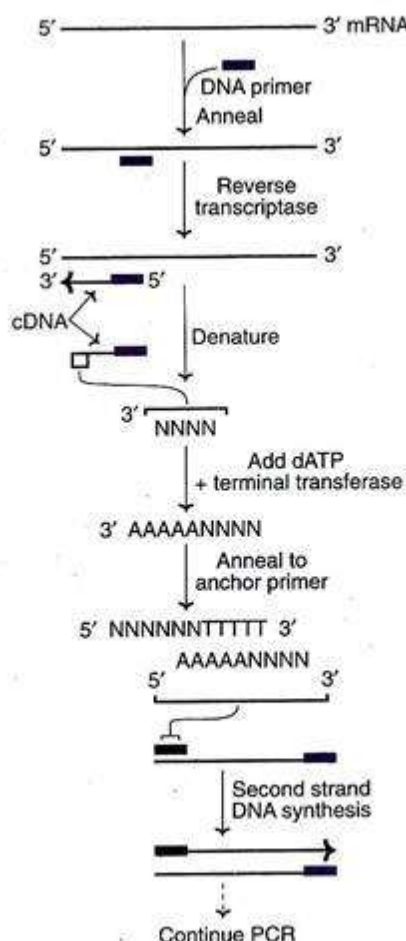 5′ 3′ mRNA
DNA primer
Anneal
5′ 3′
Reverse
transcriptase
5′ 3′
3′ 5′
cDNA
Denature
3′
NNNN
Add dATP
+ terminal transferase
3′ AAAAANNNN
Anneal to
anchor primer
5′ NNNNNNTTTTT 3′
AAAAANNNN
5′ 3′
Second strand
DNA synthesis
Continue PCR